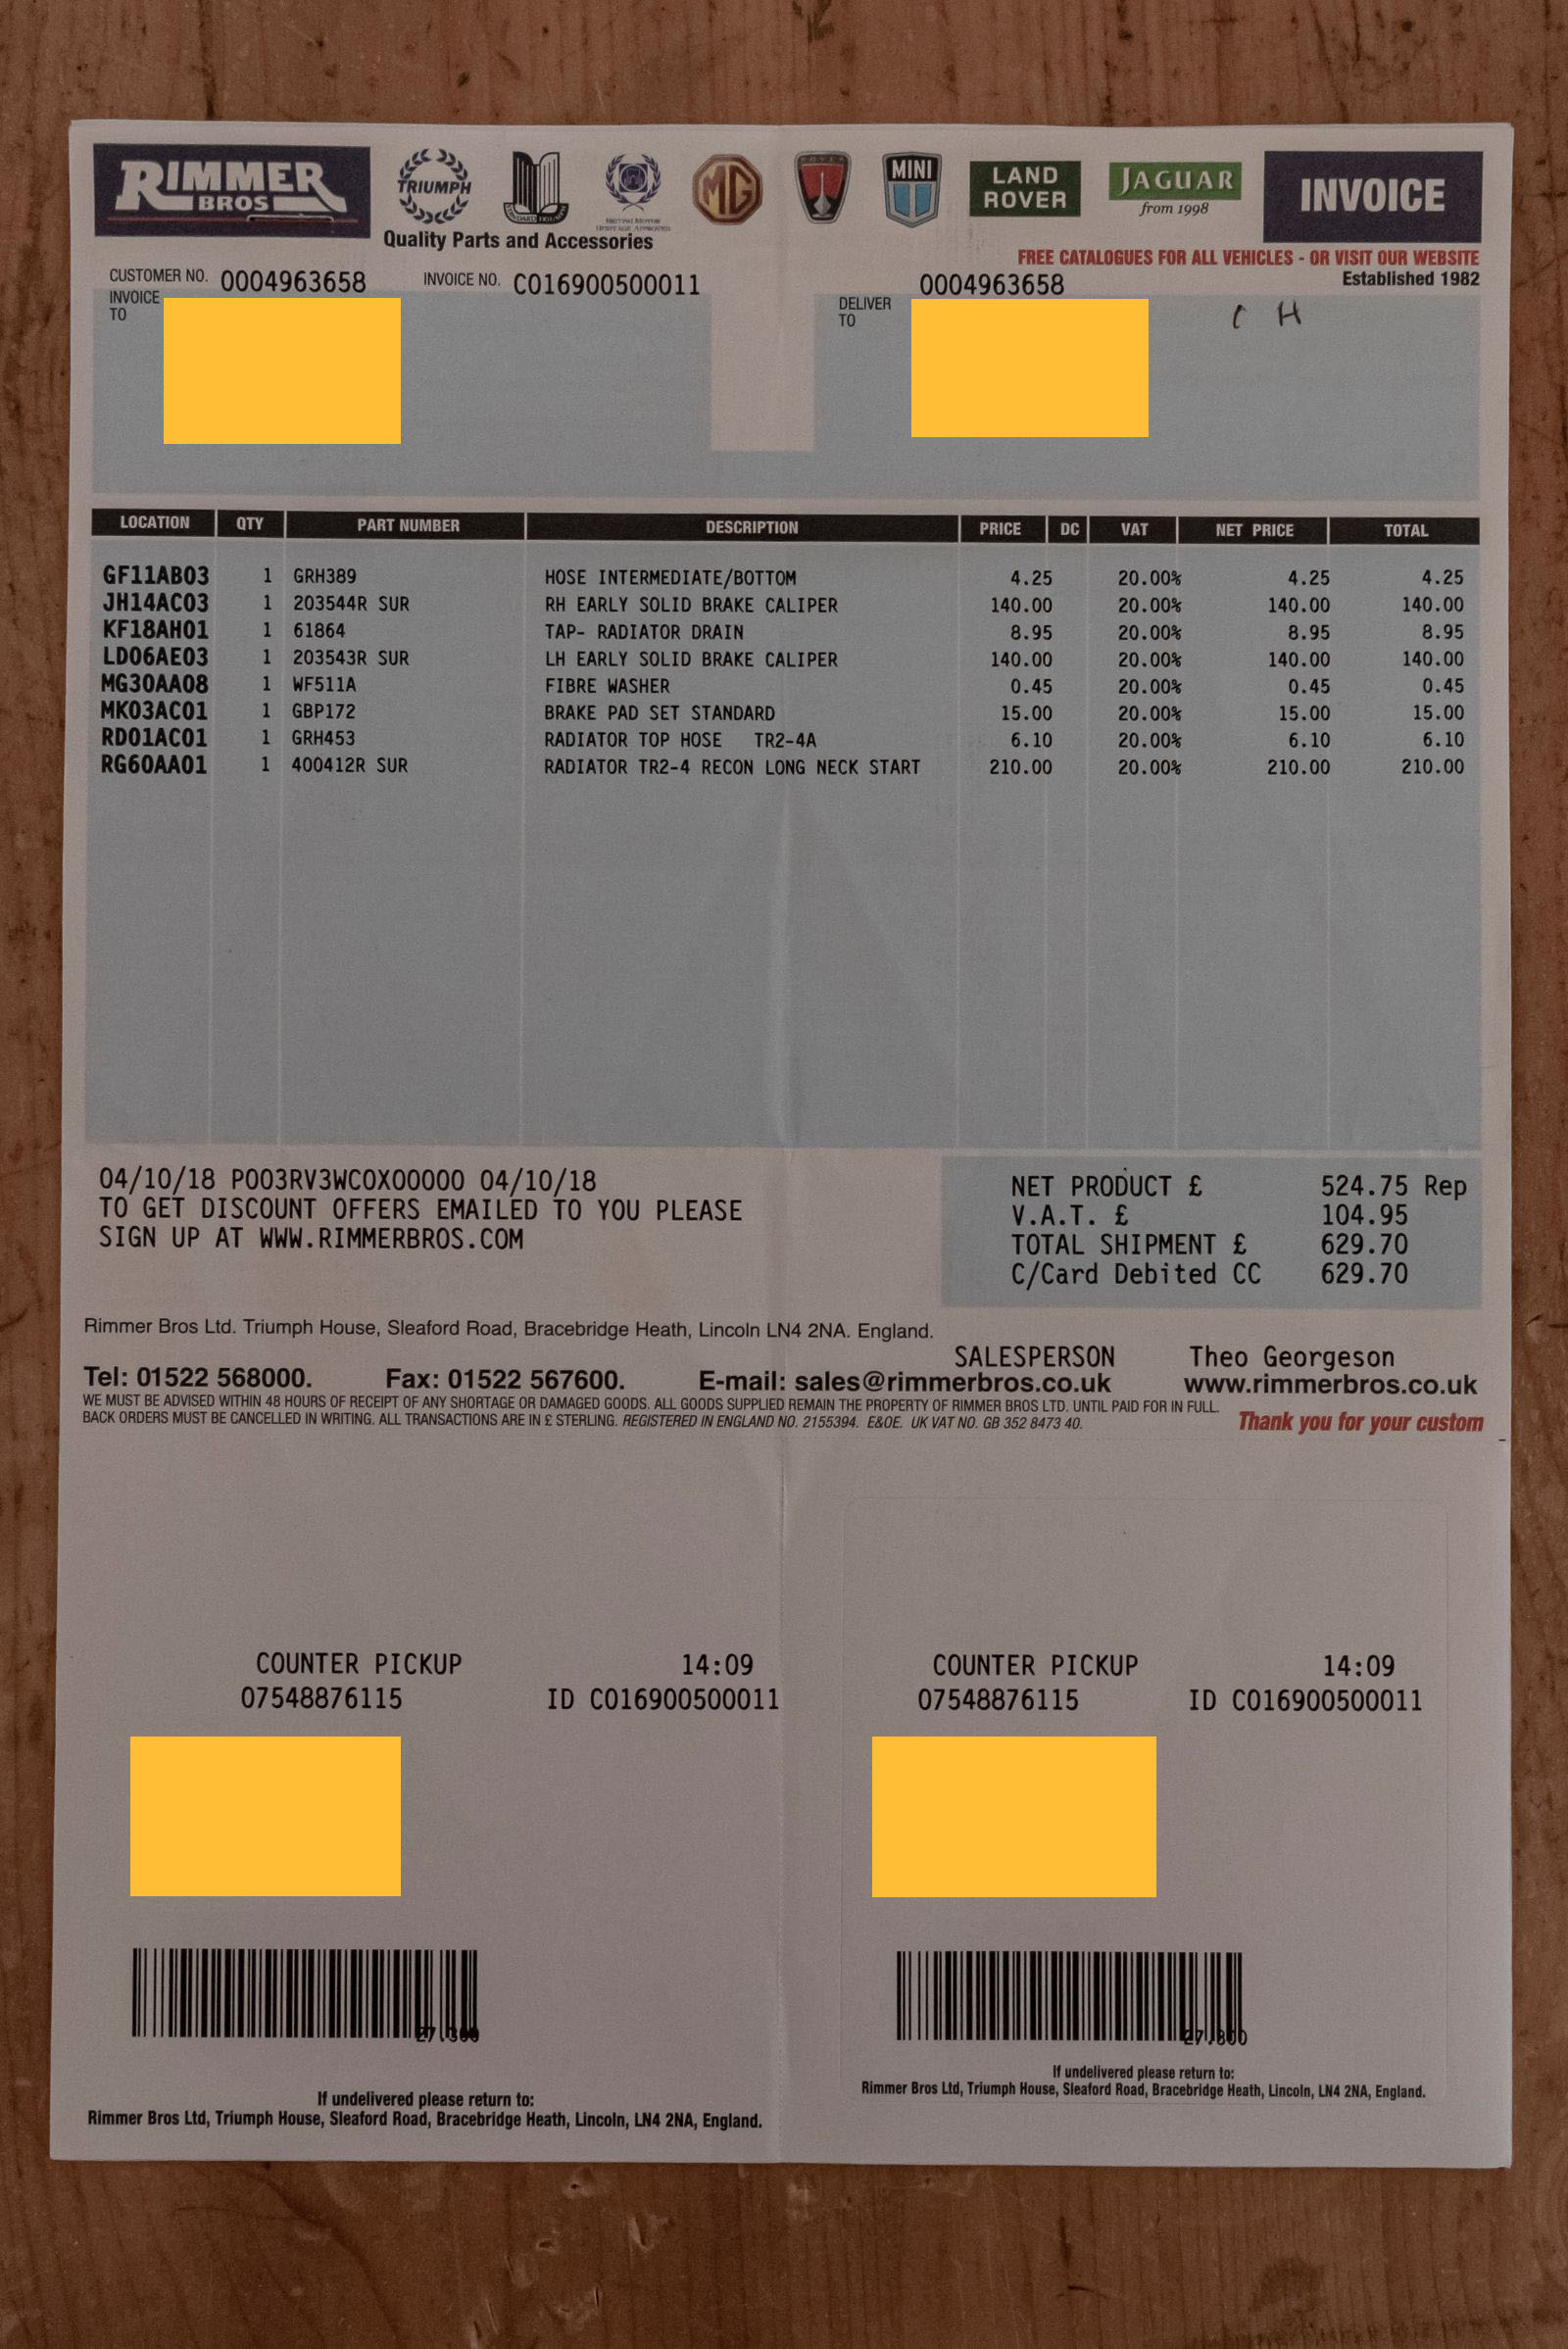 RIMMER BROS
TRIUMPH
MG
MINI
LAND ROVER
JAGUAR
from 1998
INVOICE
Quality Parts and Accessories
FREE CATALOGUES FOR ALL VEHICLES - OR VISIT OUR WEBSITE
Established 1982
CUSTOMER NO. 0004963658 INVOICE NO. C016900500011 0004963658
INVOICE TO
DELIVER TO
C H
LOCATION QTY PART NUMBER DESCRIPTION PRICE DC VAT NET PRICE TOTAL
GF11AB03 1 GRH389 HOSE INTERMEDIATE/BOTTOM 4.25 20.00% 4.25 4.25
JH14AC03 1 203544R SUR RH EARLY SOLID BRAKE CALIPER 140.00 20.00% 140.00 140.00
KF18AH01 1 61864 TAP- RADIATOR DRAIN 8.95 20.00% 8.95 8.95
LD06AE03 1 203543R SUR LH EARLY SOLID BRAKE CALIPER 140.00 20.00% 140.00 140.00
MG30AA08 1 WF511A FIBRE WASHER 0.45 20.00% 0.45 0.45
MK03AC01 1 GBP172 BRAKE PAD SET STANDARD 15.00 20.00% 15.00 15.00
RD01AC01 1 GRH453 RADIATOR TOP HOSE TR2-4A 6.10 20.00% 6.10 6.10
RG60AA01 1 400412R SUR RADIATOR TR2-4 RECON LONG NECK START 210.00 20.00% 210.00 210.00
04/10/18 P003RV3WC0X00000 04/10/18
TO GET DISCOUNT OFFERS EMAILED TO YOU PLEASE
SIGN UP AT WWW.RIMMERBROS.COM
NET PRODUCT £ 524.75 Rep
V.A.T. £ 104.95
TOTAL SHIPMENT £ 629.70
C/Card Debited CC 629.70
Rimmer Bros Ltd. Triumph House, Sleaford Road, Bracebridge Heath, Lincoln LN4 2NA. England.
SALESPERSON Theo Georgeson
Tel: 01522 568000. Fax: 01522 567600. E-mail: sales@rimmerbros.co.uk www.rimmerbros.co.uk
WE MUST BE ADVISED WITHIN 48 HOURS OF RECEIPT OF ANY SHORTAGE OR DAMAGED GOODS. ALL GOODS SUPPLIED REMAIN THE PROPERTY OF RIMMER BROS LTD. UNTIL PAID FOR IN FULL.
BACK ORDERS MUST BE CANCELLED IN WRITING. ALL TRANSACTIONS ARE IN £ STERLING. REGISTERED IN ENGLAND NO. 2155394. E&OE. UK VAT NO. GB 352 8473 40.
Thank you for your custom
COUNTER PICKUP 14:09
07548876115 ID C016900500011
COUNTER PICKUP 14:09
07548876115 ID C016900500011
If undelivered please return to:
Rimmer Bros Ltd, Triumph House, Sleaford Road, Bracebridge Heath, Lincoln, LN4 2NA, England.
If undelivered please return to:
Rimmer Bros Ltd, Triumph House, Sleaford Road, Bracebridge Heath, Lincoln, LN4 2NA, England.